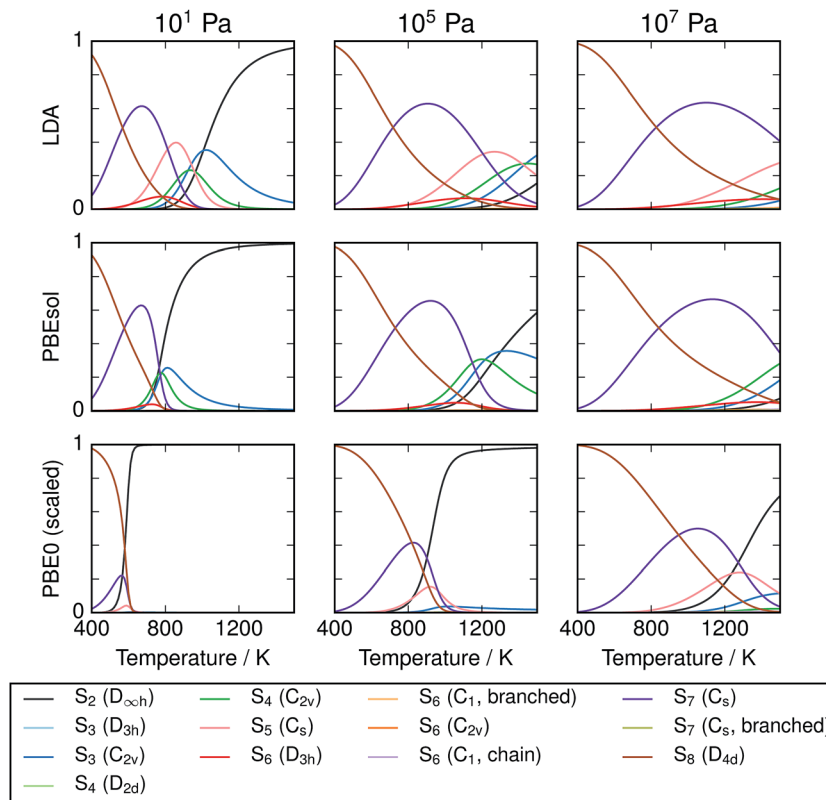 10¹ Pa 10⁵ Pa 10⁷ Pa
1
LDA
0
1
PBEsol
0
1
PBE0 (scaled)
0
400 800 1200 400 800 1200 400 800 1200
Temperature / K Temperature / K Temperature / K
S₂ (D∞h) S₄ (C₂ᵥ) S₆ (C₁, branched) S₇ (Cₛ)
S₃ (D₃ₕ) S₅ (Cₛ) S₆ (C₂ᵥ) S₇ (Cₛ, branched)
S₃ (C₂ᵥ) S₆ (D₃ₕ) S₆ (C₁, chain) S₈ (D₄d)
S₄ (D₂d)